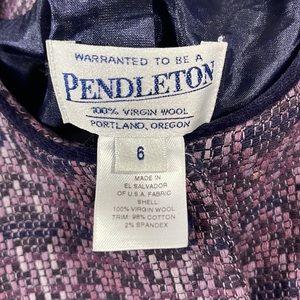 WARRANTED TO BE A
PENDLETON
100% VIRGIN WOOL
PORTLAND, OREGON
6
MADE IN
EL SALVADOR
OF U.S.A. FABRIC
SHELL:
100% VIRGIN WOOL
TRIM: 98% COTTON
2% SPANDEX